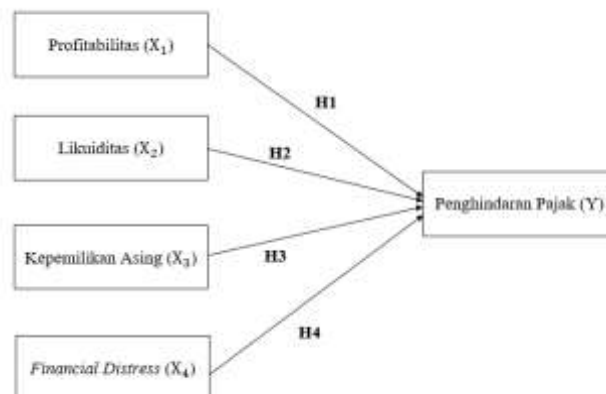 Profitabilitas (X₁)
H1
Likuiditas (X₂)
H2
Penghindaran Pajak (Y)
Kepemilikan Asing (X₃)
H3
H4
Financial Distress (X₄)